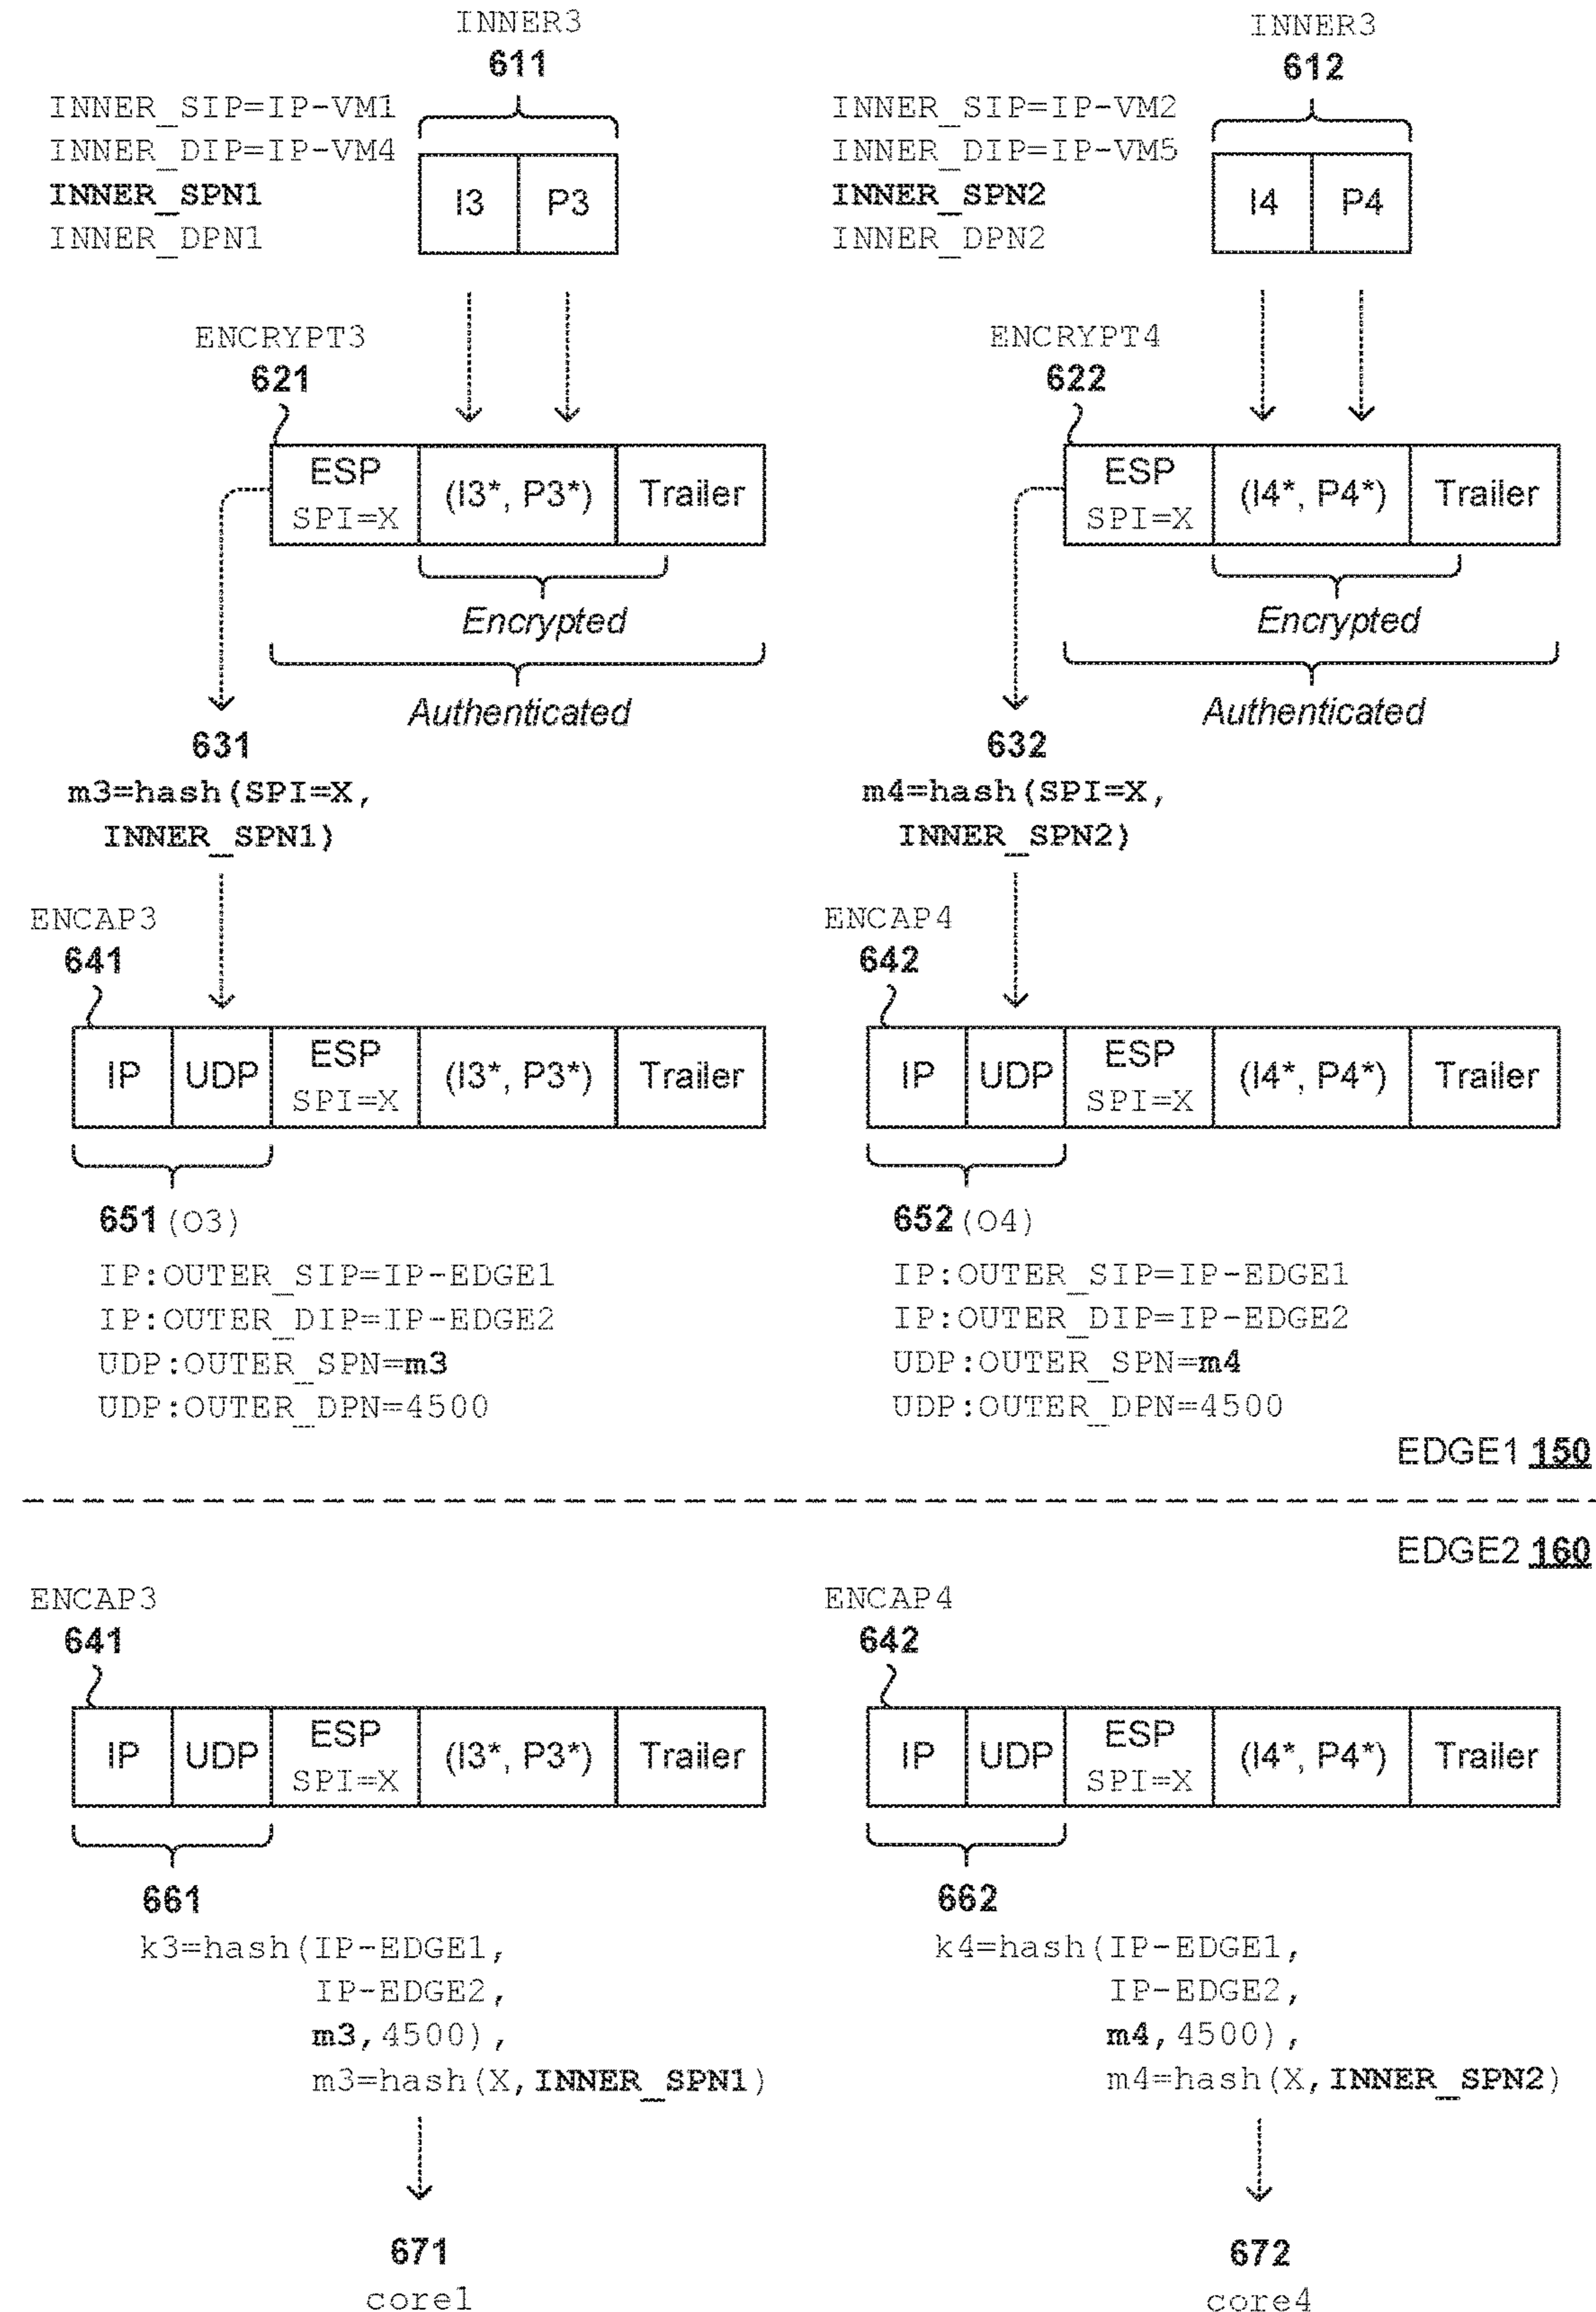 INNER3
611
INNER_SIP=IP-VM1
INNER_DIP=IP-VM4
INNER_SPN1
INNER_DPN1
I3 P3
INNER3
612
INNER_SIP=IP-VM2
INNER_DIP=IP-VM5
INNER_SPN2
INNER_DPN2
I4 P4
ENCRYPT3
621
ESP
SPI=X
(I3*, P3*)
Trailer
Encrypted
Authenticated
ENCRYPT4
622
ESP
SPI=X
(I4*, P4*)
Trailer
Encrypted
Authenticated
631
m3=hash(SPI=X,
INNER_SPN1)
632
m4=hash(SPI=X,
INNER_SPN2)
ENCAP3
641
IP UDP
ESP
SPI=X
(I3*, P3*)
Trailer
651 (O3)
IP:OUTER_SIP=IP-EDGE1
IP:OUTER_DIP=IP-EDGE2
UDP:OUTER_SPN=m3
UDP:OUTER_DPN=4500
ENCAP4
642
IP UDP
ESP
SPI=X
(I4*, P4*)
Trailer
652 (O4)
IP:OUTER_SIP=IP-EDGE1
IP:OUTER_DIP=IP-EDGE2
UDP:OUTER_SPN=m4
UDP:OUTER_DPN=4500
EDGE1 150
EDGE2 160
ENCAP3
641
IP UDP
ESP
SPI=X
(I3*, P3*)
Trailer
661
k3=hash(IP-EDGE1,
IP-EDGE2,
m3,4500),
m3=hash(X,INNER_SPN1)
671
core1
ENCAP4
642
IP UDP
ESP
SPI=X
(I4*, P4*)
Trailer
662
k4=hash(IP-EDGE1,
IP-EDGE2,
m4,4500),
m4=hash(X,INNER_SPN2)
672
core4